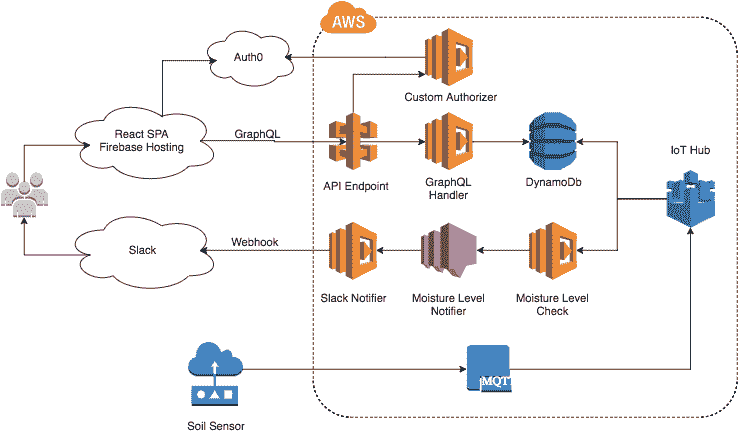 AWS
Auth0
Custom Authorizer
React SPA
Firebase Hosting
GraphQL
API Endpoint
GraphQL
Handler
DynamoDb
IoT Hub
Slack
Webhook
Slack Notifier
Moisture Level
Notifier
Moisture Level
Check
MQTT
Soil Sensor